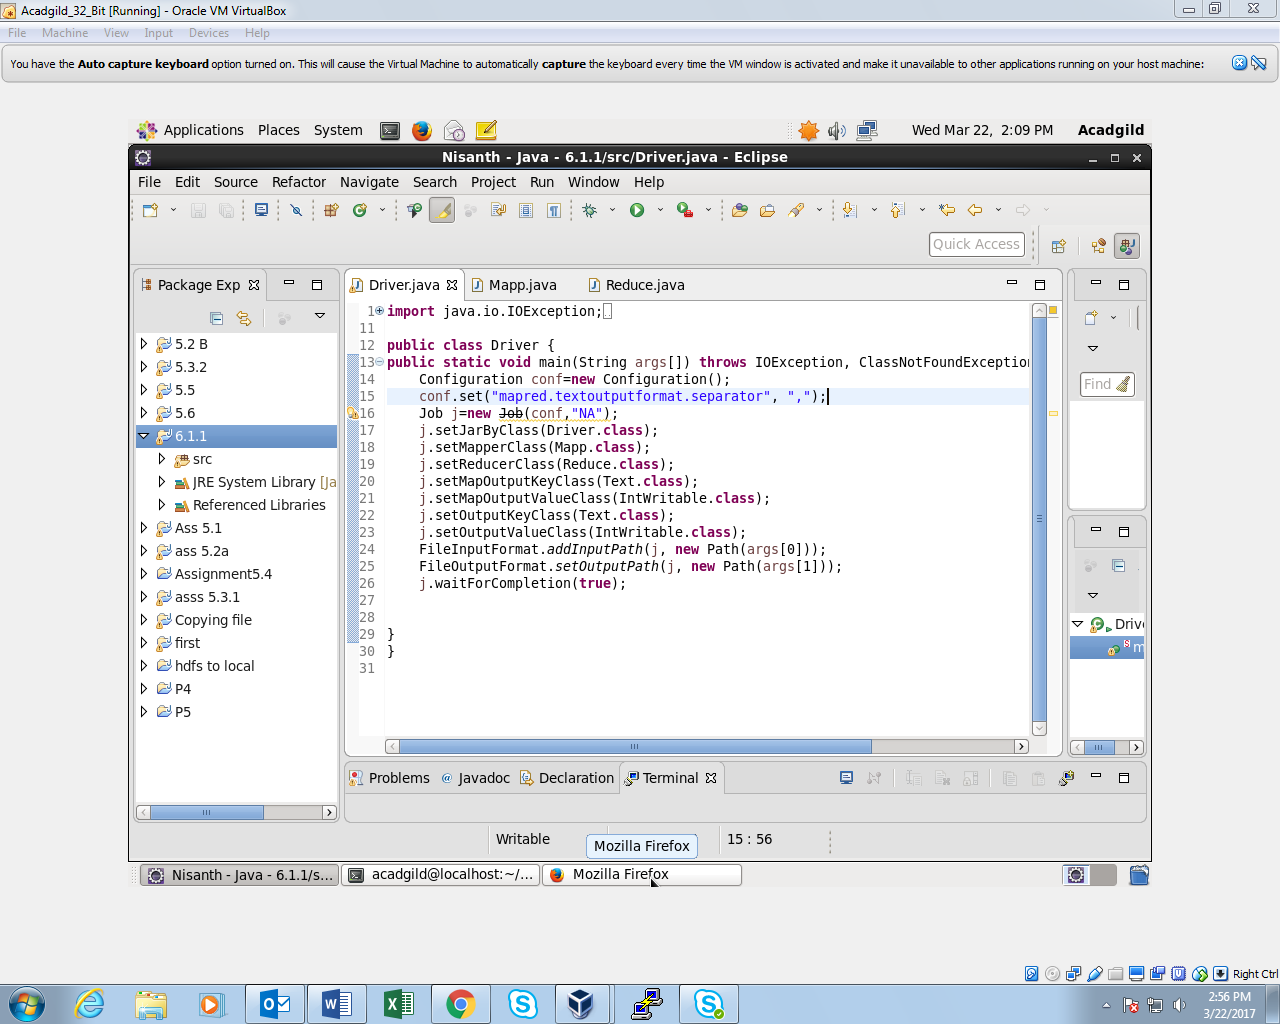 Acadgild_32_Bit [Running] - Oracle VM VirtualBox
File Machine View Input Devices Help
You have the Auto capture keyboard option turned on. This will cause the Virtual Machine to automatically capture the keyboard every time the VM window is activated and make it unavailable to other applications running on your host machine:
Applications Places System Wed Mar 22, 2:09 PM Acadgild
Nisanth - Java - 6.1.1/src/Driver.java - Eclipse
File Edit Source Refactor Navigate Search Project Run Window Help
Quick Access
Package Exp
Driver.java Mapp.java Reduce.java
5.2 B
5.3.2
5.5
5.6
6.1.1
src
JRE System Library [Ja
Referenced Libraries
Ass 5.1
ass 5.2a
Assignment5.4
asss 5.3.1
Copying file
first
hdfs to local
P4
P5
1 import java.io.IOException;
11
12 public class Driver {
13 public static void main(String args[]) throws IOException, ClassNotFoundException
14 Configuration conf=new Configuration();
15 conf.set("mapred.textoutputformat.separator", ",");
16 Job j=new Job(conf,"NA");
17 j.setJarByClass(Driver.class);
18 j.setMapperClass(Mapp.class);
19 j.setReducerClass(Reduce.class);
20 j.setMapOutputKeyClass(Text.class);
21 j.setMapOutputValueClass(IntWritable.class);
22 j.setOutputKeyClass(Text.class);
23 j.setOutputValueClass(IntWritable.class);
24 FileInputFormat.addInputPath(j, new Path(args[0]));
25 FileOutputFormat.setOutputPath(j, new Path(args[1]));
26 j.waitForCompletion(true);
27
28
29 }
30 }
31
Find
Drive
m
Problems Javadoc Declaration Terminal
Writable 15 : 56
Mozilla Firefox
Nisanth - Java - 6.1.1/s... acadgild@localhost:~/... Mozilla Firefox
Right Ctrl
2:56 PM
3/22/2017